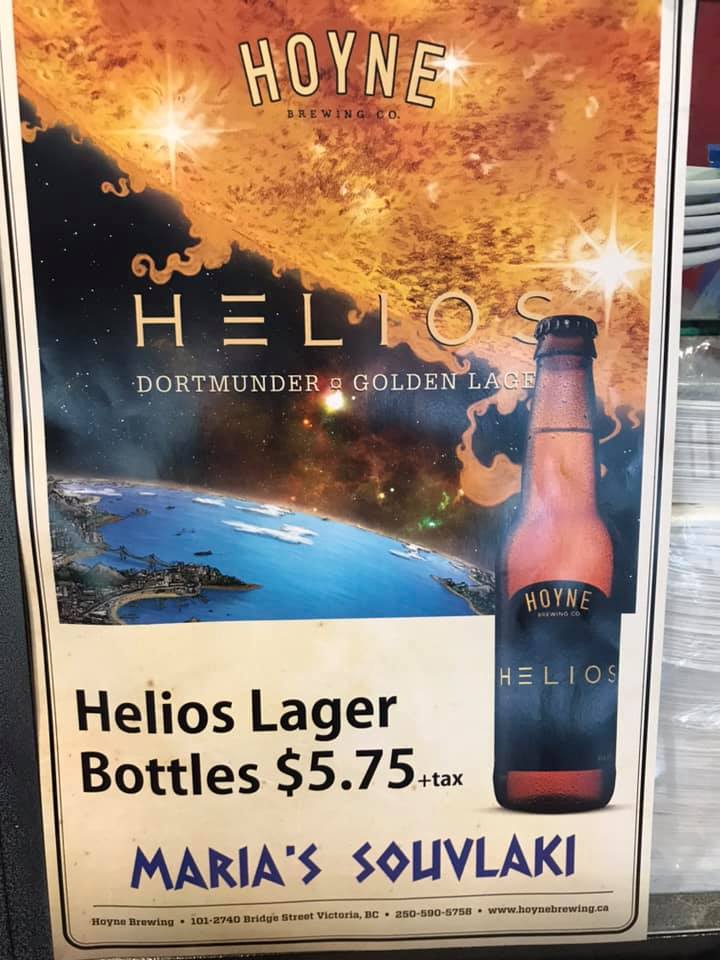 HOYNE
BREWING CO.
HELIOS
DORTMUNDER ¤ GOLDEN LAGE
HOYNE
BREWING CO
HELIOS
Helios Lager
Bottles $5.75+tax
MARIA'S SOUVLAKI
Hoyne Brewing • 101-2740 Bridge Street Victoria, BC • 250-590-5758 • www.hoynebrewing.ca